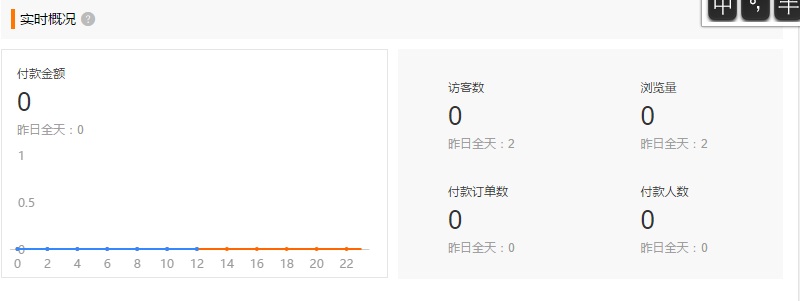 实时概况 ?
中 °, 半
付款金额
0
昨日全天：0
1
0.5
0
0 2 4 6 8 10 12 14 16 18 20 22
访客数
0
昨日全天：2
浏览量
0
昨日全天：2
付款订单数
0
昨日全天：0
付款人数
0
昨日全天：0